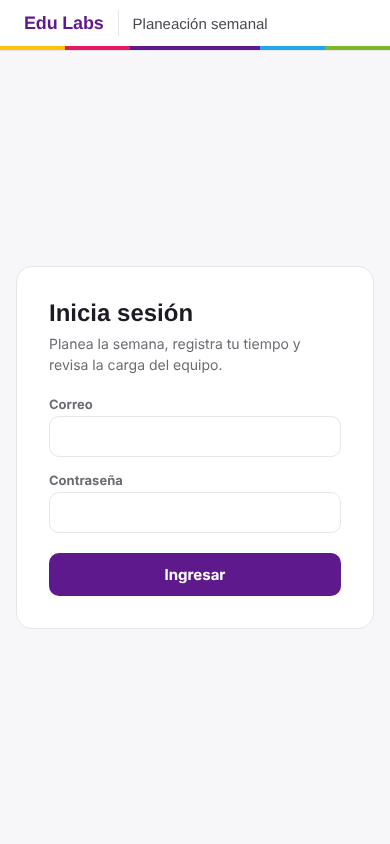 Edu Labs
Planeación semanal
Inicia sesión
Planea la semana, registra tu tiempo y
revisa la carga del equipo.
Correo
Contraseña
Ingresar